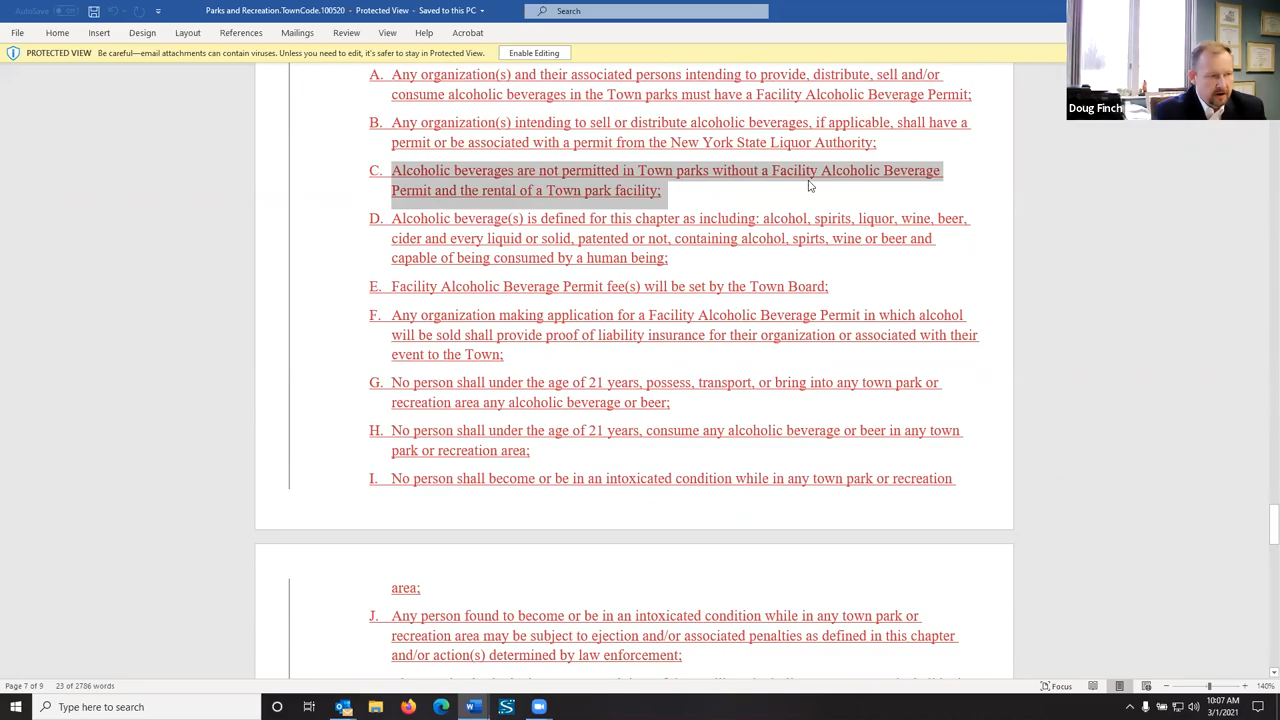 AutoSave
Parks and Recreation.TownCode.100520 - Protected View - Saved to this PC
Search
File Home Insert Design Layout References Mailings Review View Help Acrobat
PROTECTED VIEW Be careful—email attachments can contain viruses. Unless you need to edit, it's safer to stay in Protected View. Enable Editing
Doug Finch
A. Any organization(s) and their associated persons intending to provide, distribute, sell and/or
consume alcoholic beverages in the Town parks must have a Facility Alcoholic Beverage Permit;
B. Any organization(s) intending to sell or distribute alcoholic beverages, if applicable, shall have a
permit or be associated with a permit from the New York State Liquor Authority;
C. Alcoholic beverages are not permitted in Town parks without a Facility Alcoholic Beverage
Permit and the rental of a Town park facility;
D. Alcoholic beverage(s) is defined for this chapter as including: alcohol, spirits, liquor, wine, beer,
cider and every liquid or solid, patented or not, containing alcohol, spirts, wine or beer and
capable of being consumed by a human being;
E. Facility Alcoholic Beverage Permit fee(s) will be set by the Town Board;
F. Any organization making application for a Facility Alcoholic Beverage Permit in which alcohol
will be sold shall provide proof of liability insurance for their organization or associated with their
event to the Town;
G. No person shall under the age of 21 years, possess, transport, or bring into any town park or
recreation area any alcoholic beverage or beer;
H. No person shall under the age of 21 years, consume any alcoholic beverage or beer in any town
park or recreation area;
I. No person shall become or be in an intoxicated condition while in any town park or recreation
area;
J. Any person found to become or be in an intoxicated condition while in any town park or
recreation area may be subject to ejection and/or associated penalties as defined in this chapter
and/or action(s) determined by law enforcement;
Page 7 of 9 23 of 2786 words
Focus
140%
Type here to search
10:07 AM
3/1/2021